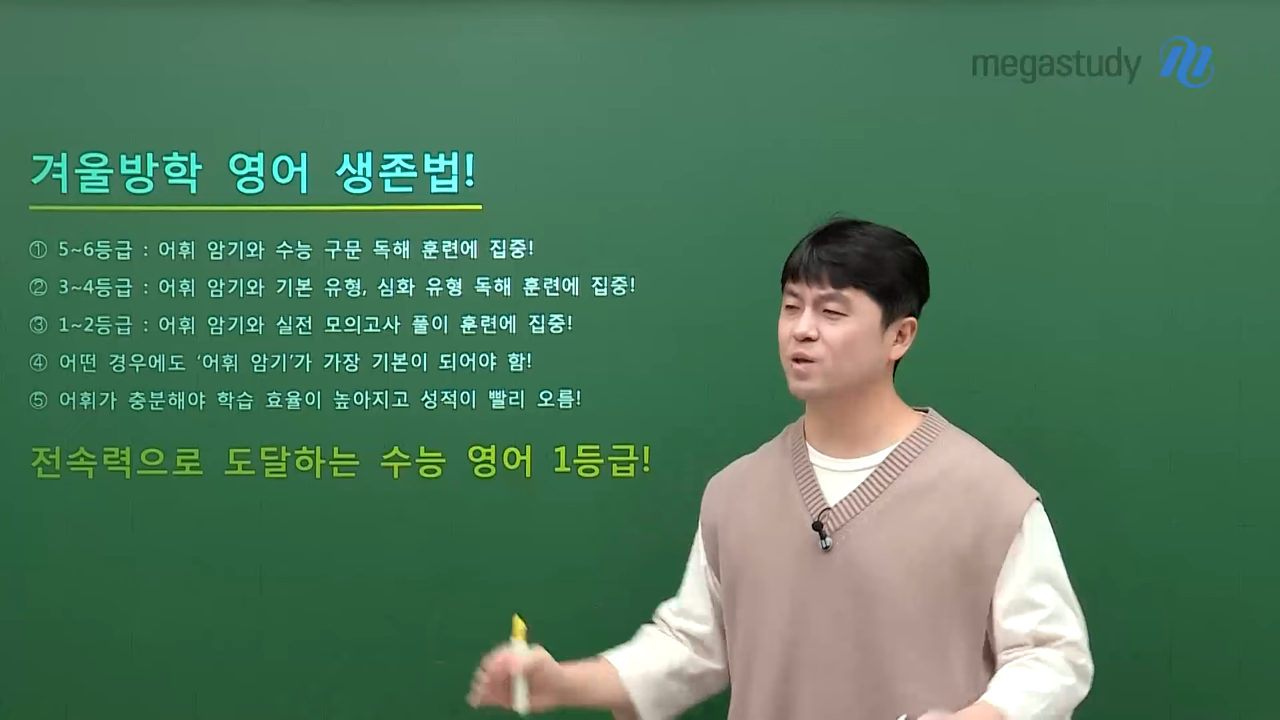 megastudy
겨울방학 영어 생존법!
① 5~6등급 : 어휘 암기와 수능 구문 독해 훈련에 집중!
② 3~4등급 : 어휘 암기와 기본 유형, 심화 유형 독해 훈련에 집중!
③ 1~2등급 : 어휘 암기와 실전 모의고사 풀이 훈련에 집중!
④ 어떤 경우에도 ‘어휘 암기’가 가장 기본이 되어야 함!
⑤ 어휘가 충분해야 학습 효율이 높아지고 성적이 빨리 오름!
전속력으로 도달하는 수능 영어 1등급!